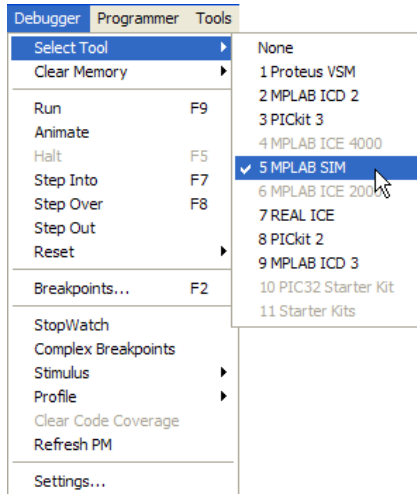 Debugger Programmer Tools
Select Tool
Clear Memory
Run F9
Animate
Halt F5
Step Into F7
Step Over F8
Step Out
Reset
Breakpoints... F2
StopWatch
Complex Breakpoints
Stimulus
Profile
Clear Code Coverage
Refresh PM
Settings...
None
1 Proteus VSM
2 MPLAB ICD 2
3 PICkit 3
4 MPLAB ICE 4000
5 MPLAB SIM
6 MPLAB ICE 2000
7 REAL ICE
8 PICkit 2
9 MPLAB ICD 3
10 PIC32 Starter Kit
11 Starter Kits